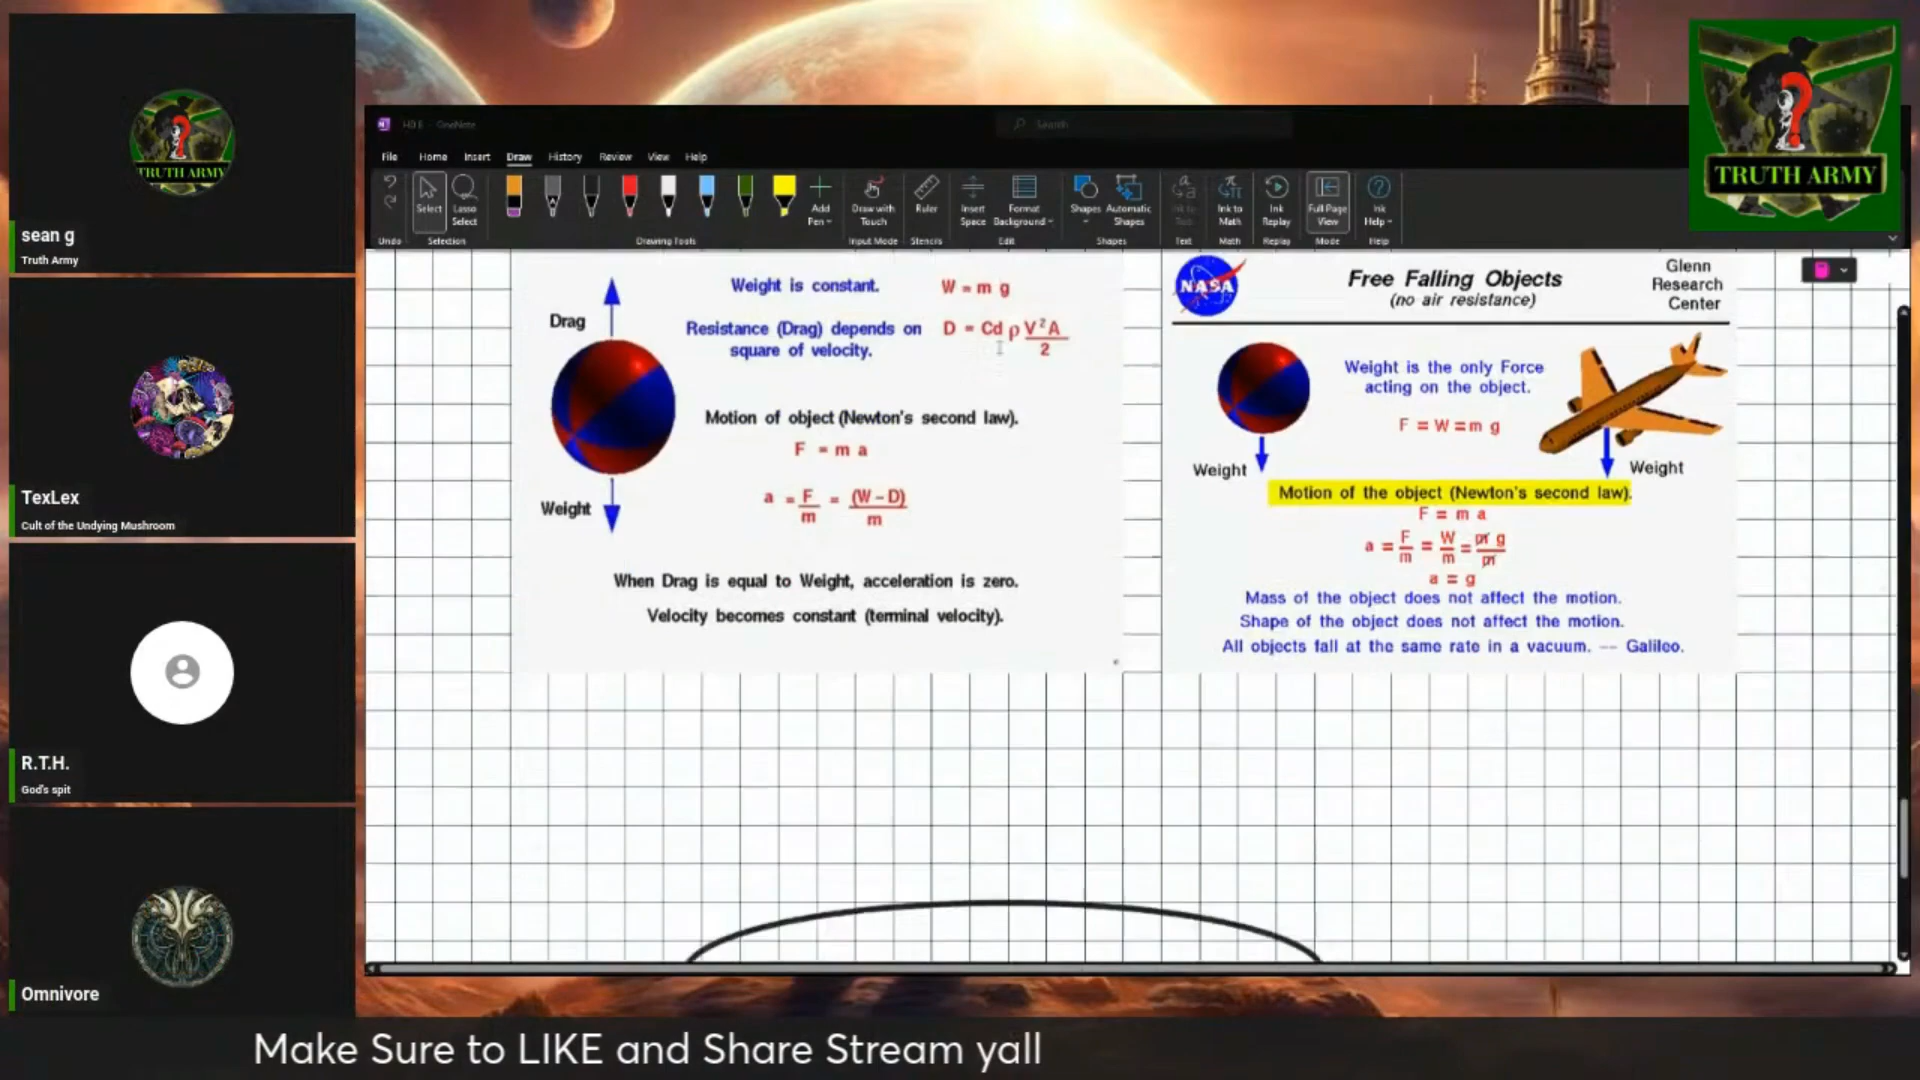 sean g
Truth Army
TRUTH ARMY
TexLex
Cult of the Undying Mushroom
R.T.H.
God's spit
Omnivore
OneNote
Search
File Home Insert Draw History Review View Help
Select
Lasso Select
Add Pen
Draw with Touch
Ruler
Insert Space
Format Background
Shapes
Automatic Shapes
Ink to Text
Ink to Math
Ink Replay
Full Page View
Ink Help
Undo Selection Drawing Tools Input Mode Stencils Edit Shapes Text Math Replay Mode Help
TRUTH ARMY
Drag
Weight is constant. W = m g
Resistance (Drag) depends on square of velocity. D = Cd ρ V² A / 2
Motion of object (Newton's second law).
F = m a
a = F / m = (W - D) / m
Weight
When Drag is equal to Weight, acceleration is zero.
Velocity becomes constant (terminal velocity).
NASA
Free Falling Objects
(no air resistance)
Glenn
Research
Center
Weight is the only Force
acting on the object.
F = W = m g
Weight
Weight
Motion of the object (Newton's second law).
F = m a
a = F / m = W / m = m g / m
a = g
Mass of the object does not affect the motion.
Shape of the object does not affect the motion.
All objects fall at the same rate in a vacuum. -- Galileo.
Make Sure to LIKE and Share Stream yall